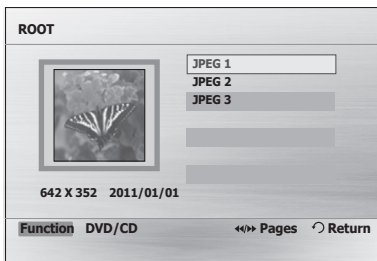 ROOT
JPEG 1
JPEG 2
JPEG 3
642 X 352 2011/01/01
Function DVD/CD Pages Return